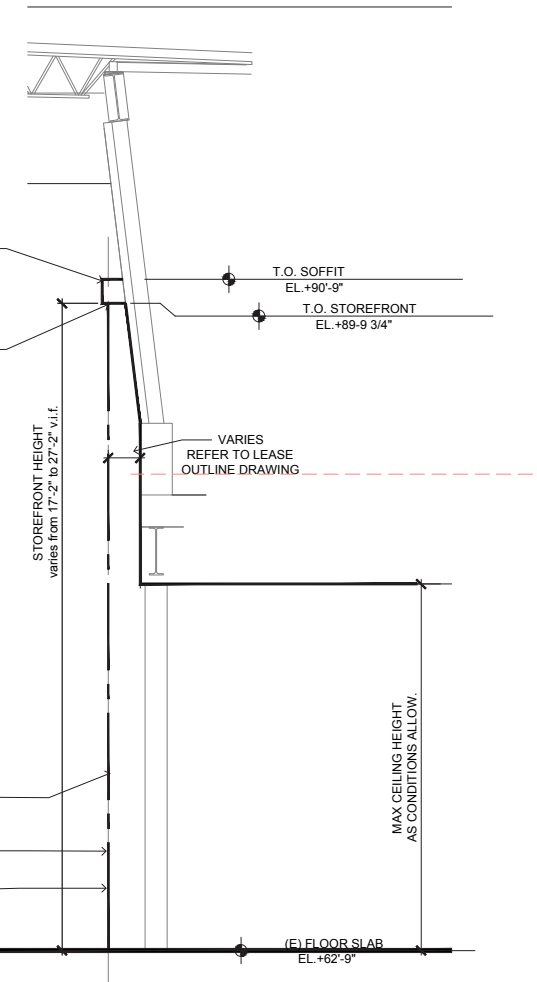 T.O. SOFFIT
EL.+90'-9"
T.O. STOREFRONT
EL.+89-9 3/4"
VARIES
REFER TO LEASE
OUTLINE DRAWING
STOREFRONT HEIGHT
varies from 17'-2" to 27'-2" v.i.f.
MAX CEILING HEIGHT
AS CONDITIONS ALLOW.
(E) FLOOR SLAB
EL.+62'-9"